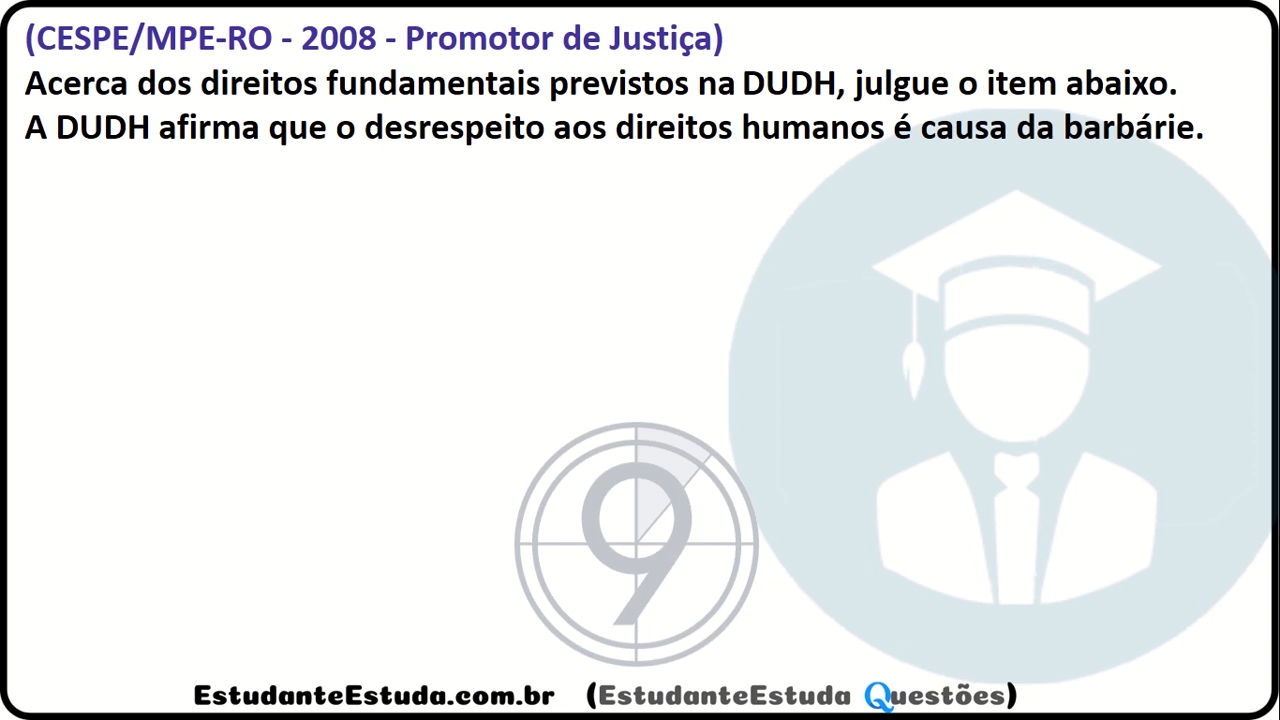 (CESPE/MPE-RO - 2008 - Promotor de Justiça)
Acerca dos direitos fundamentais previstos na DUDH, julgue o item abaixo.
A DUDH afirma que o desrespeito aos direitos humanos é causa da barbárie.
9
EstudanteEstuda.com.br (EstudanteEstuda Questões)